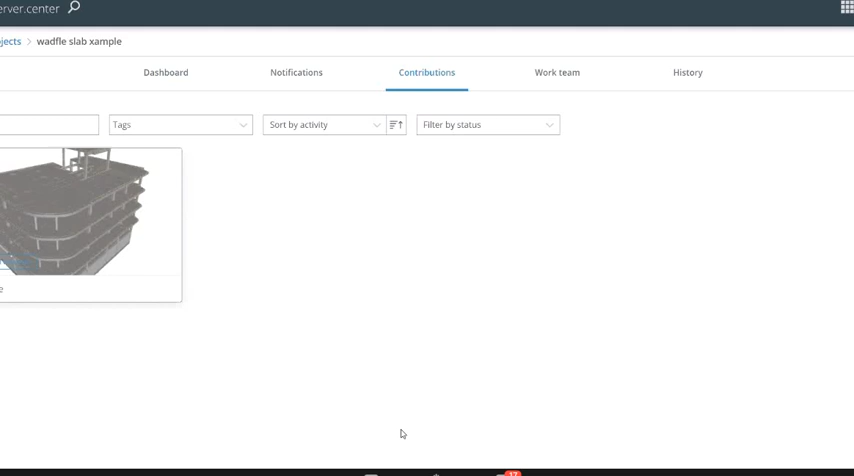 erver.center
jects > wadfle slab xample
Dashboard Notifications Contributions Work team History
Tags Sort by activity Filter by status
e
17